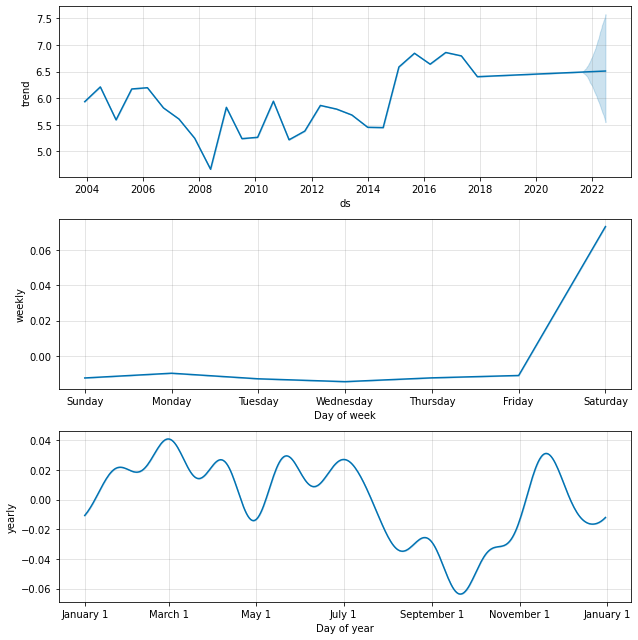 7.5
7.0
6.5
6.0
5.5
5.0
trend
2004 2006 2008 2010 2012 2014 2016 2018 2020 2022
ds
0.06
0.04
0.02
0.00
weekly
Sunday Monday Tuesday Wednesday Thursday Friday Saturday
Day of week
0.04
0.02
0.00
−0.02
−0.04
−0.06
yearly
January 1 March 1 May 1 July 1 September 1 November 1 January 1
Day of year